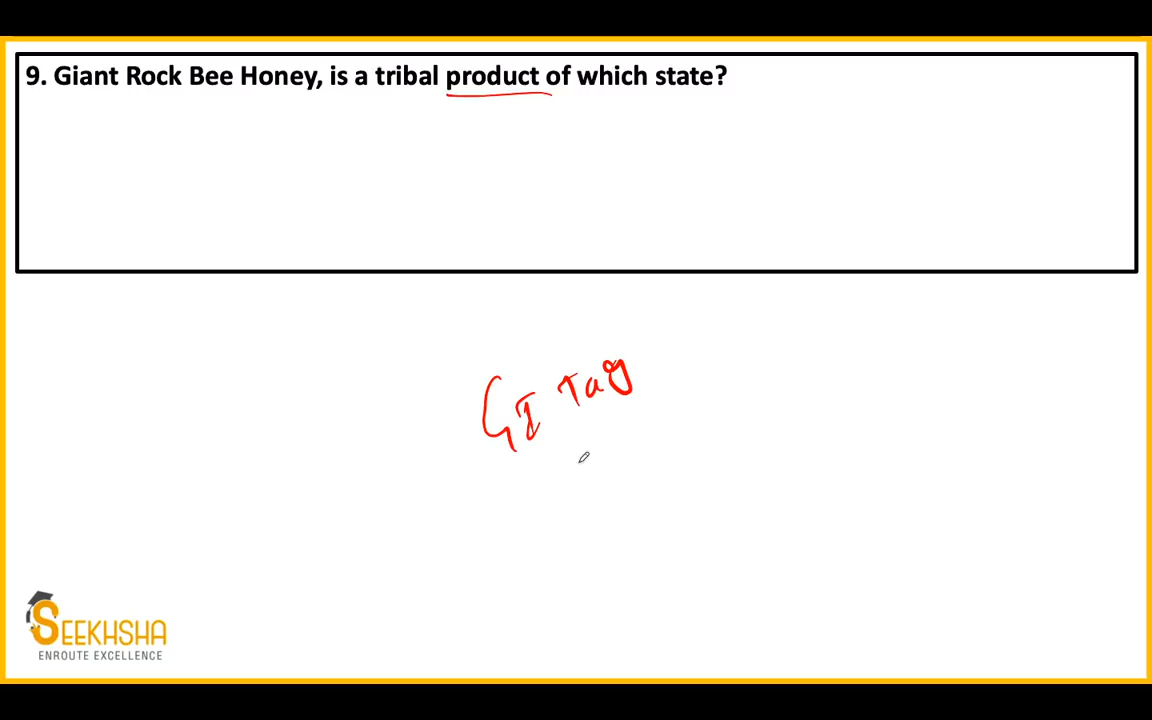 9. Giant Rock Bee Honey, is a tribal product of which state?
GI Tag
SEEKHSHA
ENROUTE EXCELLENCE